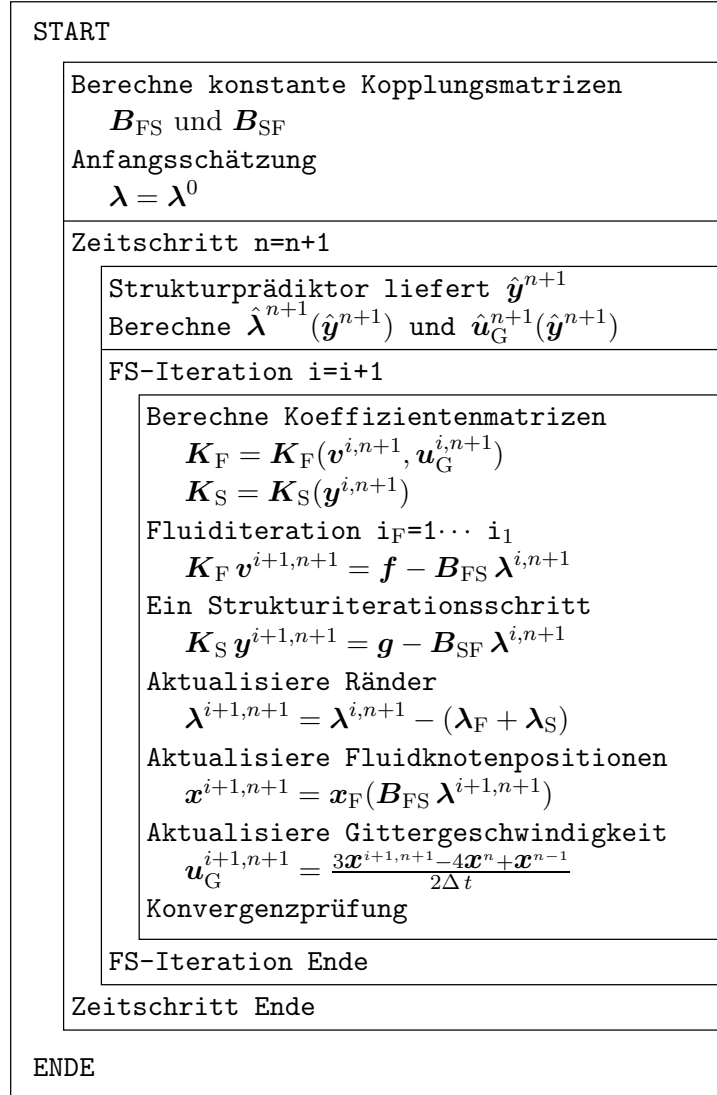 START
Berechne konstante Kopplungsmatrizen
B_FS und B_SF
Anfangsschätzung
λ = λ^0
Zeitschritt n=n+1
Strukturprädiktor liefert ŷ^{n+1}
Berechne λ̂^{n+1}(ŷ^{n+1}) und û_G^{n+1}(ŷ^{n+1})
FS-Iteration i=i+1
Berechne Koeffizientenmatrizen
K_F = K_F(v^{i,n+1}, u_G^{i,n+1})
K_S = K_S(y^{i,n+1})
Fluiditeration i_F=1⋯ i_1
K_F v^{i+1,n+1} = f − B_FS λ^{i,n+1}
Ein Strukturiterationsschritt
K_S y^{i+1,n+1} = g − B_SF λ^{i,n+1}
Aktualisiere Ränder
λ^{i+1,n+1} = λ^{i,n+1} − (λ_F + λ_S)
Aktualisiere Fluidknotenpositionen
x^{i+1,n+1} = x_F(B_FS λ^{i+1,n+1})
Aktualisiere Gittergeschwindigkeit
u_G^{i+1,n+1} = \frac{3x^{i+1,n+1}−4x^n+x^{n−1}}{2Δt}
Konvergenzprüfung
FS-Iteration Ende
Zeitschritt Ende
ENDE